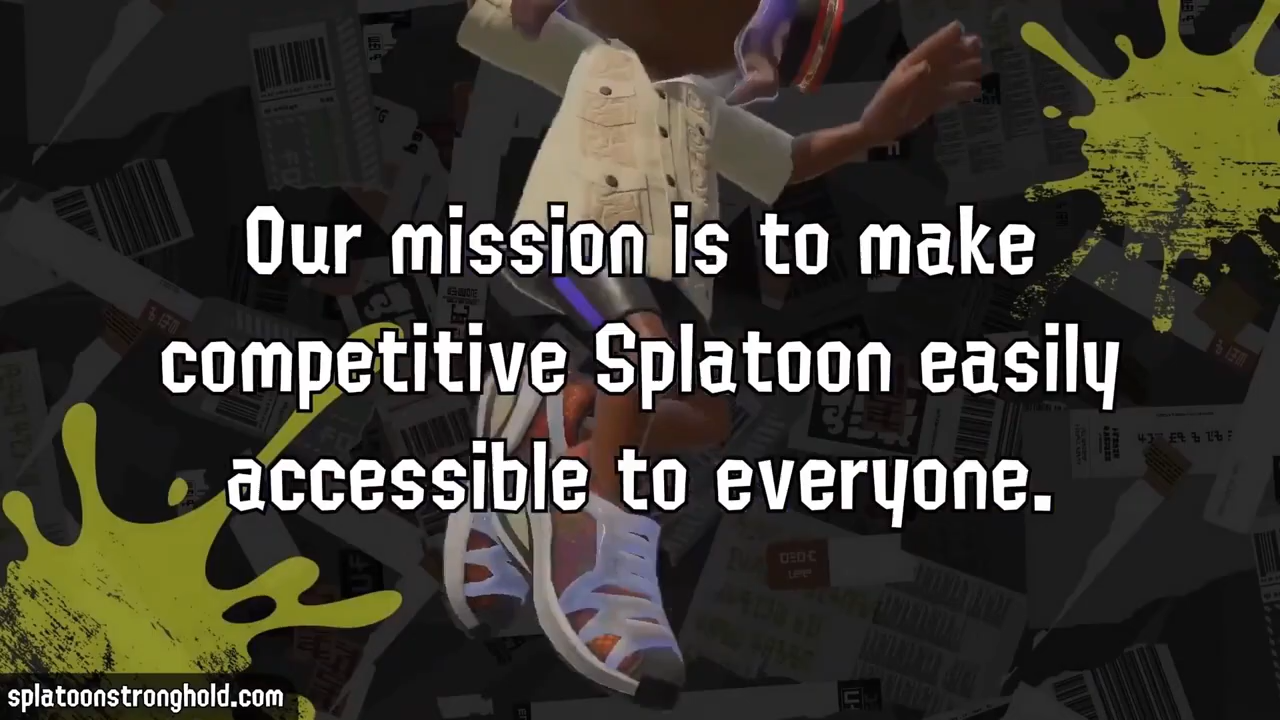 Our mission is to make
competitive Splatoon easily
accessible to everyone.
splatoonstronghold.com